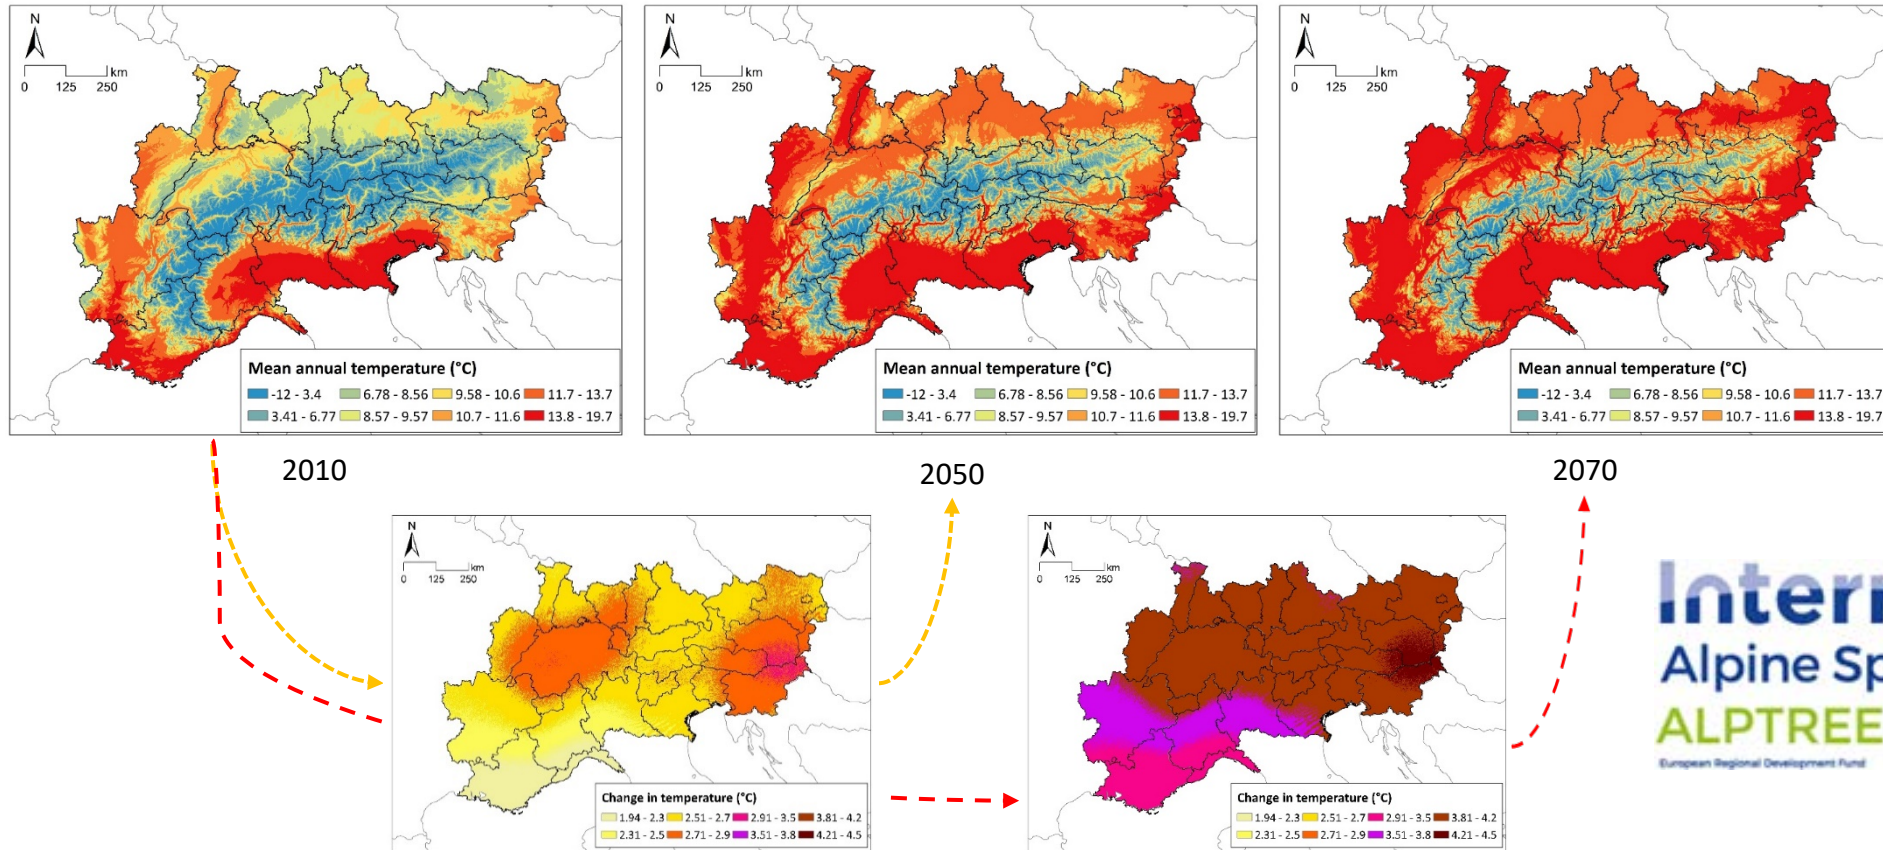 N
0 125 250 km
Mean annual temperature (°C)
-12 - 3.4 6.78 - 8.56 9.58 - 10.6 11.7 - 13.7
3.41 - 6.77 8.57 - 9.57 10.7 - 11.6 13.8 - 19.7
N
0 125 250 km
Mean annual temperature (°C)
-12 - 3.4 6.78 - 8.56 9.58 - 10.6 11.7 - 13.7
3.41 - 6.77 8.57 - 9.57 10.7 - 11.6 13.8 - 19.7
N
0 125 250 km
Mean annual temperature (°C)
-12 - 3.4 6.78 - 8.56 9.58 - 10.6 11.7 - 13.7
3.41 - 6.77 8.57 - 9.57 10.7 - 11.6 13.8 - 19.7
2010
2050
2070
N
0 125 250 km
Change in temperature (°C)
1.94 - 2.3 2.51 - 2.7 2.91 - 3.5 3.81 - 4.2
2.31 - 2.5 2.71 - 2.9 3.51 - 3.8 4.21 - 4.5
N
0 125 250 km
Change in temperature (°C)
1.94 - 2.3 2.51 - 2.7 2.91 - 3.5 3.81 - 4.2
2.31 - 2.5 2.71 - 2.9 3.51 - 3.8 4.21 - 4.5
Interr
Alpine Sp
ALPTREE
European Regional Development Fund